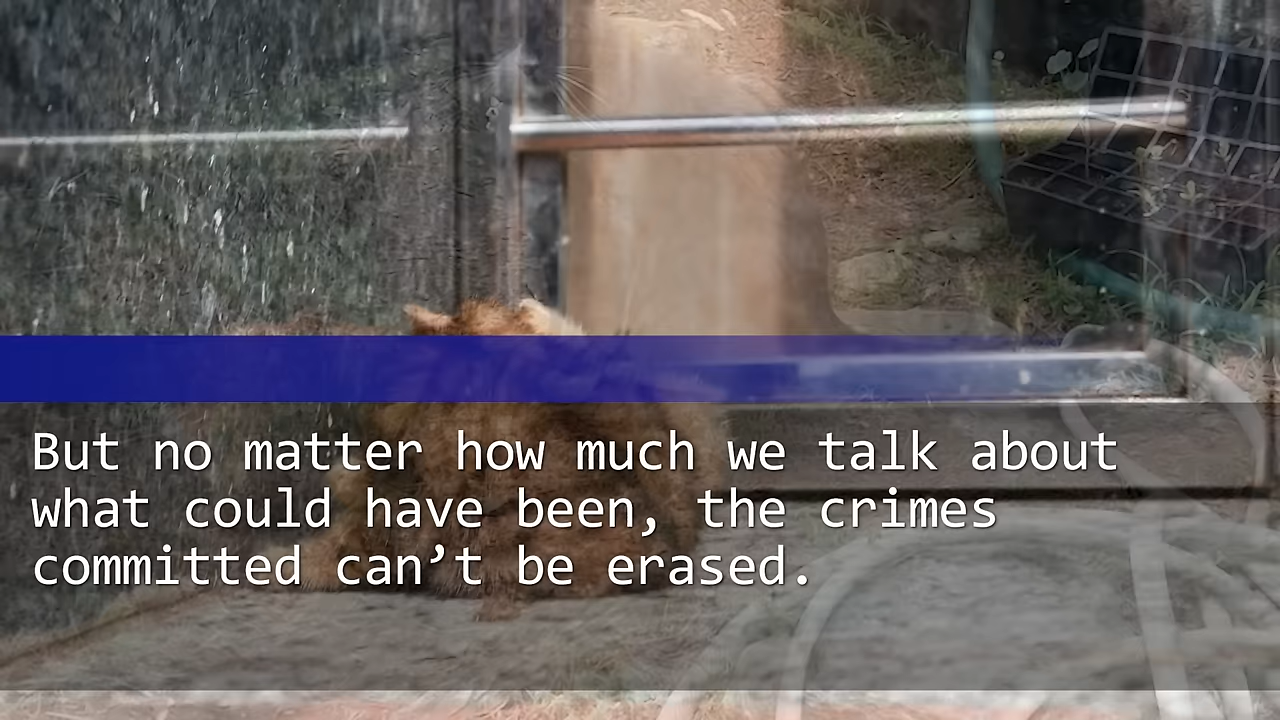 But no matter how much we talk about
what could have been, the crimes
committed can’t be erased.